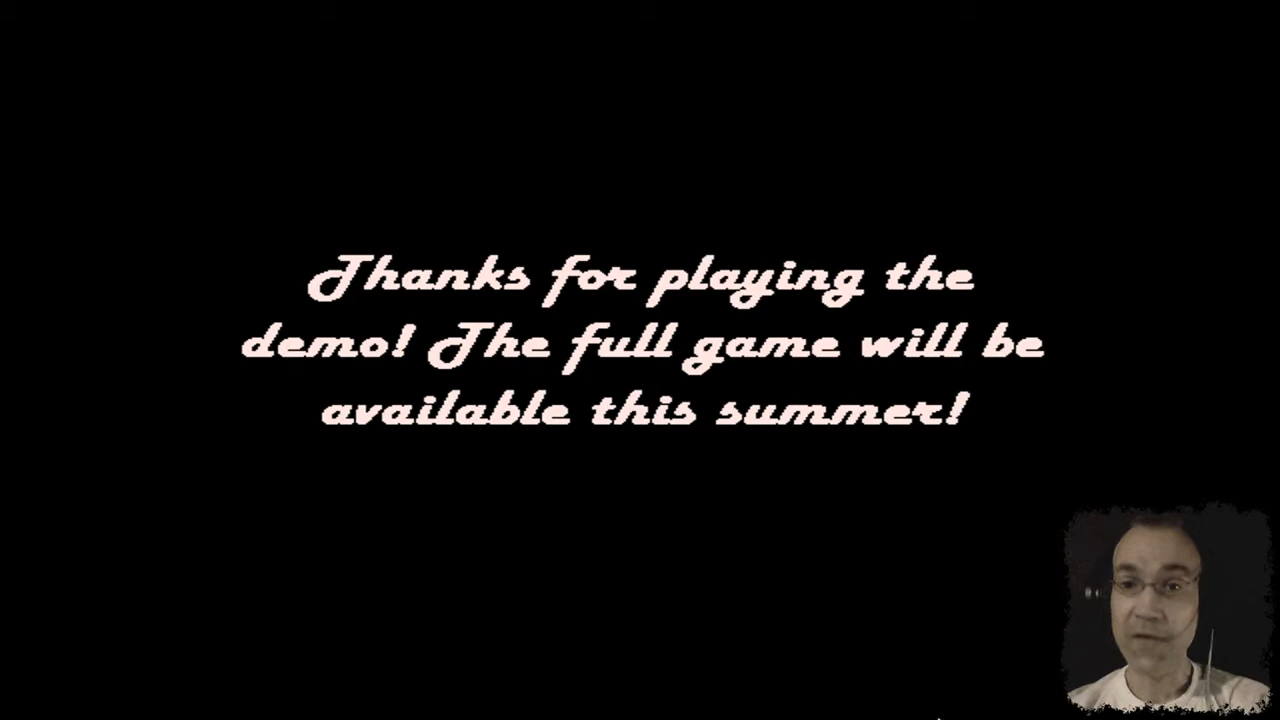 Thanks for playing the
demo! The full game will be
available this summer!